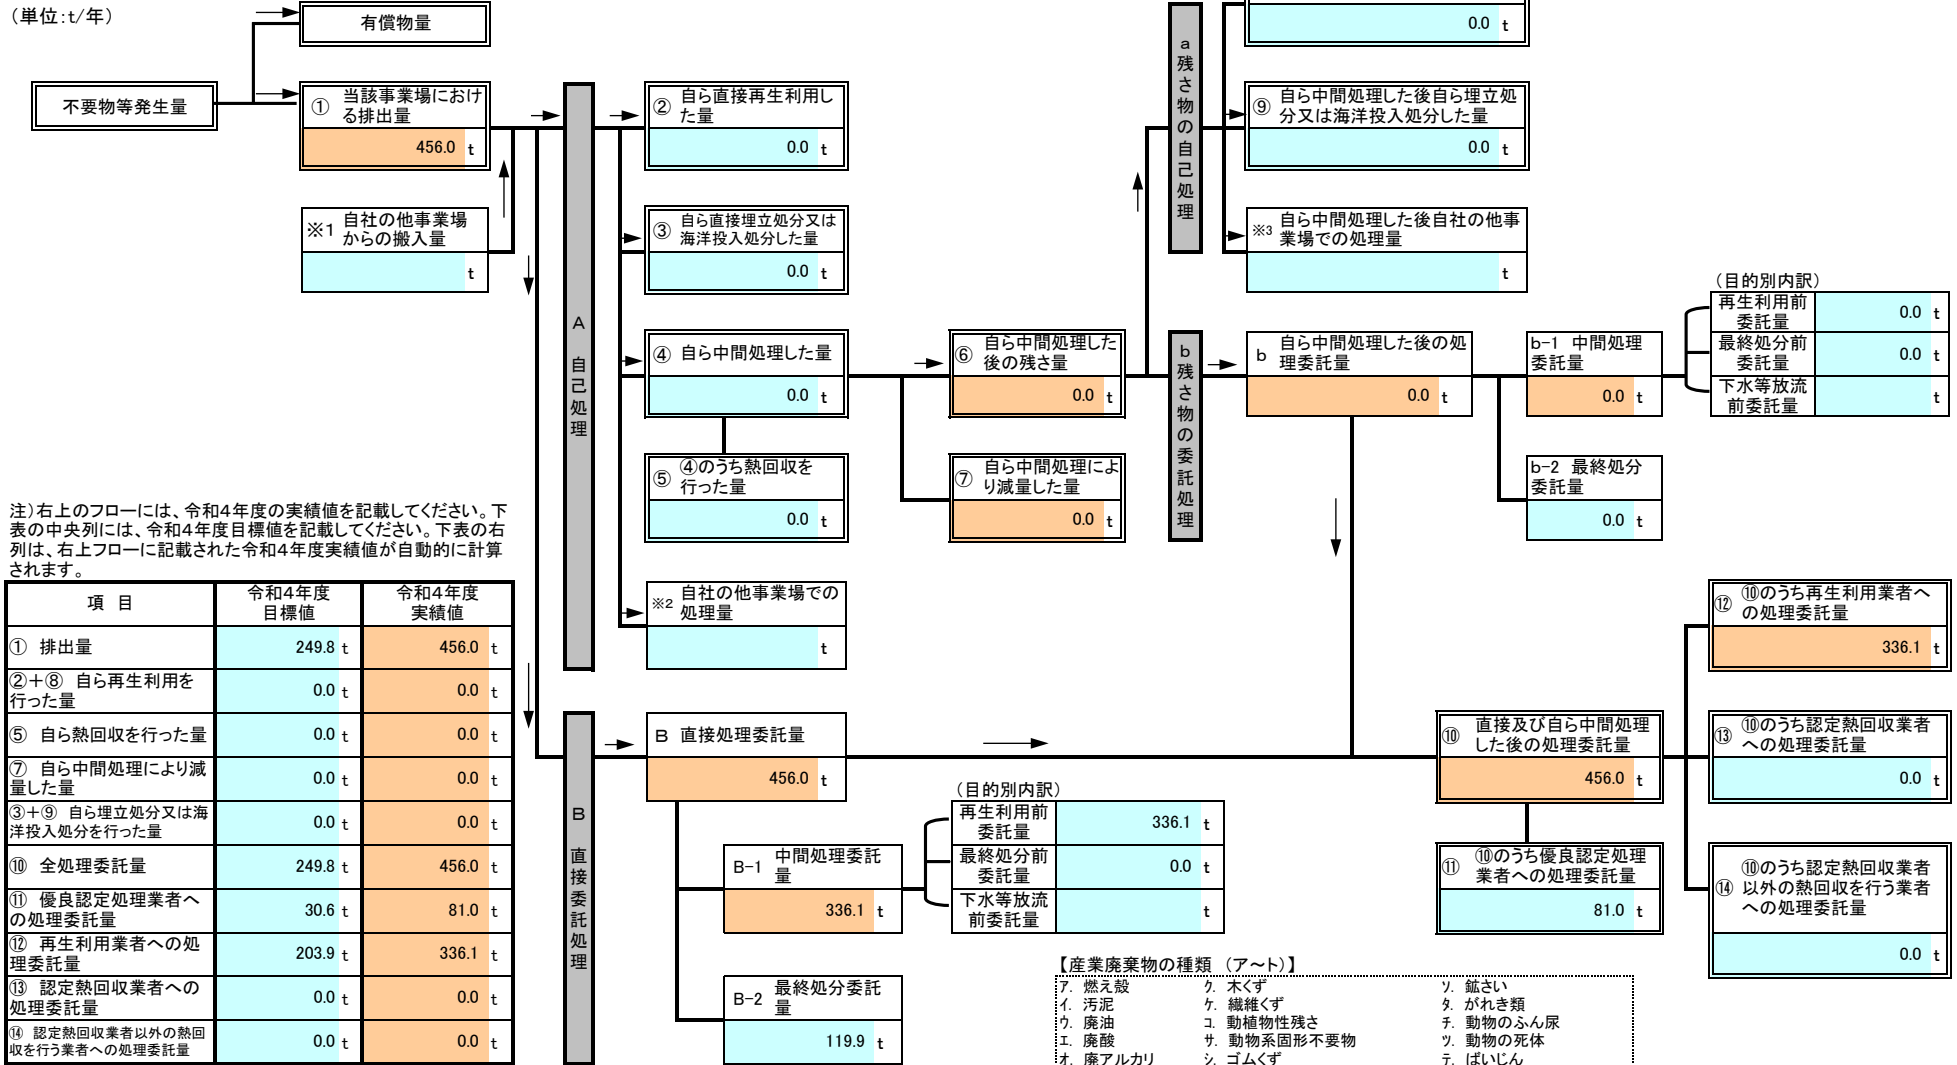 （単位：t/年）
有償物量
不要物等発生量
① 当該事業場におけ
る排出量
456.0 t
※1 自社の他事業場
からの搬入量
t
A 自己処理
② 自ら直接再生利用し
た量
0.0 t
③ 自ら直接埋立処分又は
海洋投入処分した量
0.0 t
④ 自ら中間処理した量
0.0 t
⑤ ④のうち熱回収を
行った量
0.0 t
※2 自社の他事業場での
処理量
t
⑥ 自ら中間処理した
後の残さ量
0.0 t
⑦ 自ら中間処理によ
り減量した量
0.0 t
a残さ物の自己処理
0.0 t
⑨ 自ら中間処理した後自ら埋立処
分又は海洋投入処分した量
0.0 t
※3 自ら中間処理した後自社の他事
業場での処理量
t
b残さ物の委託処理
b 自ら中間処理した後の処
理委託量
0.0 t
b-1 中間処理
委託量
0.0 t
b-2 最終処分
委託量
0.0 t
（目的別内訳）
再生利用前
委託量
0.0 t
最終処分前
委託量
0.0 t
下水等放流
前委託量
t
注）右上のフローには、令和4年度の実績値を記載してください。下
表の中央列には、令和4年度目標値を記載してください。下表の右
列は、右上フローに記載された令和4年度実績値が自動的に計算
されます。
項 目 令和4年度
目標値 令和4年度
実績値
① 排出量 249.8 t 456.0 t
②＋⑧ 自ら再生利用を
行った量 0.0 t 0.0 t
⑤ 自ら熱回収を行った量 0.0 t 0.0 t
⑦ 自ら中間処理により減
量した量 0.0 t 0.0 t
③＋⑨ 自ら埋立処分又は海
洋投入処分を行った量 0.0 t 0.0 t
⑩ 全処理委託量 249.8 t 456.0 t
⑪ 優良認定処理業者へ
の処理委託量 30.6 t 81.0 t
⑫ 再生利用業者への処
理委託量 203.9 t 336.1 t
⑬ 認定熱回収業者への
処理委託量 0.0 t 0.0 t
⑭ 認定熱回収業者以外の熱回
収を行う業者への処理委託量 0.0 t 0.0 t
B 直接委託処理
B 直接処理委託量
456.0 t
B-1 中間処理委託
量
336.1 t
B-2 最終処分委託
量
119.9 t
（目的別内訳）
再生利用前
委託量
336.1 t
最終処分前
委託量
0.0 t
下水等放流
前委託量
t
⑩ 直接及び自ら中間処理
した後の処理委託量
456.0 t
⑪ ⑩のうち優良認定処理
業者への処理委託量
81.0 t
⑫ ⑩のうち再生利用業者へ
の処理委託量
336.1 t
⑬ ⑩のうち認定熱回収業者
への処理委託量
0.0 t
⑭ ⑩のうち認定熱回収業者
以外の熱回収を行う業者
への処理委託量
0.0 t
【産業廃棄物の種類 （ア～ト）】
ア. 燃え殻 ク. 木くず ソ. 鉱さい
イ. 汚泥 ケ. 繊維くず タ. がれき類
ウ. 廃油 コ. 動植物性残さ チ. 動物のふん尿
エ. 廃酸 サ. 動物系固形不要物 ツ. 動物の死体
オ. 廃アルカリ シ. ゴムくず テ. ばいじん